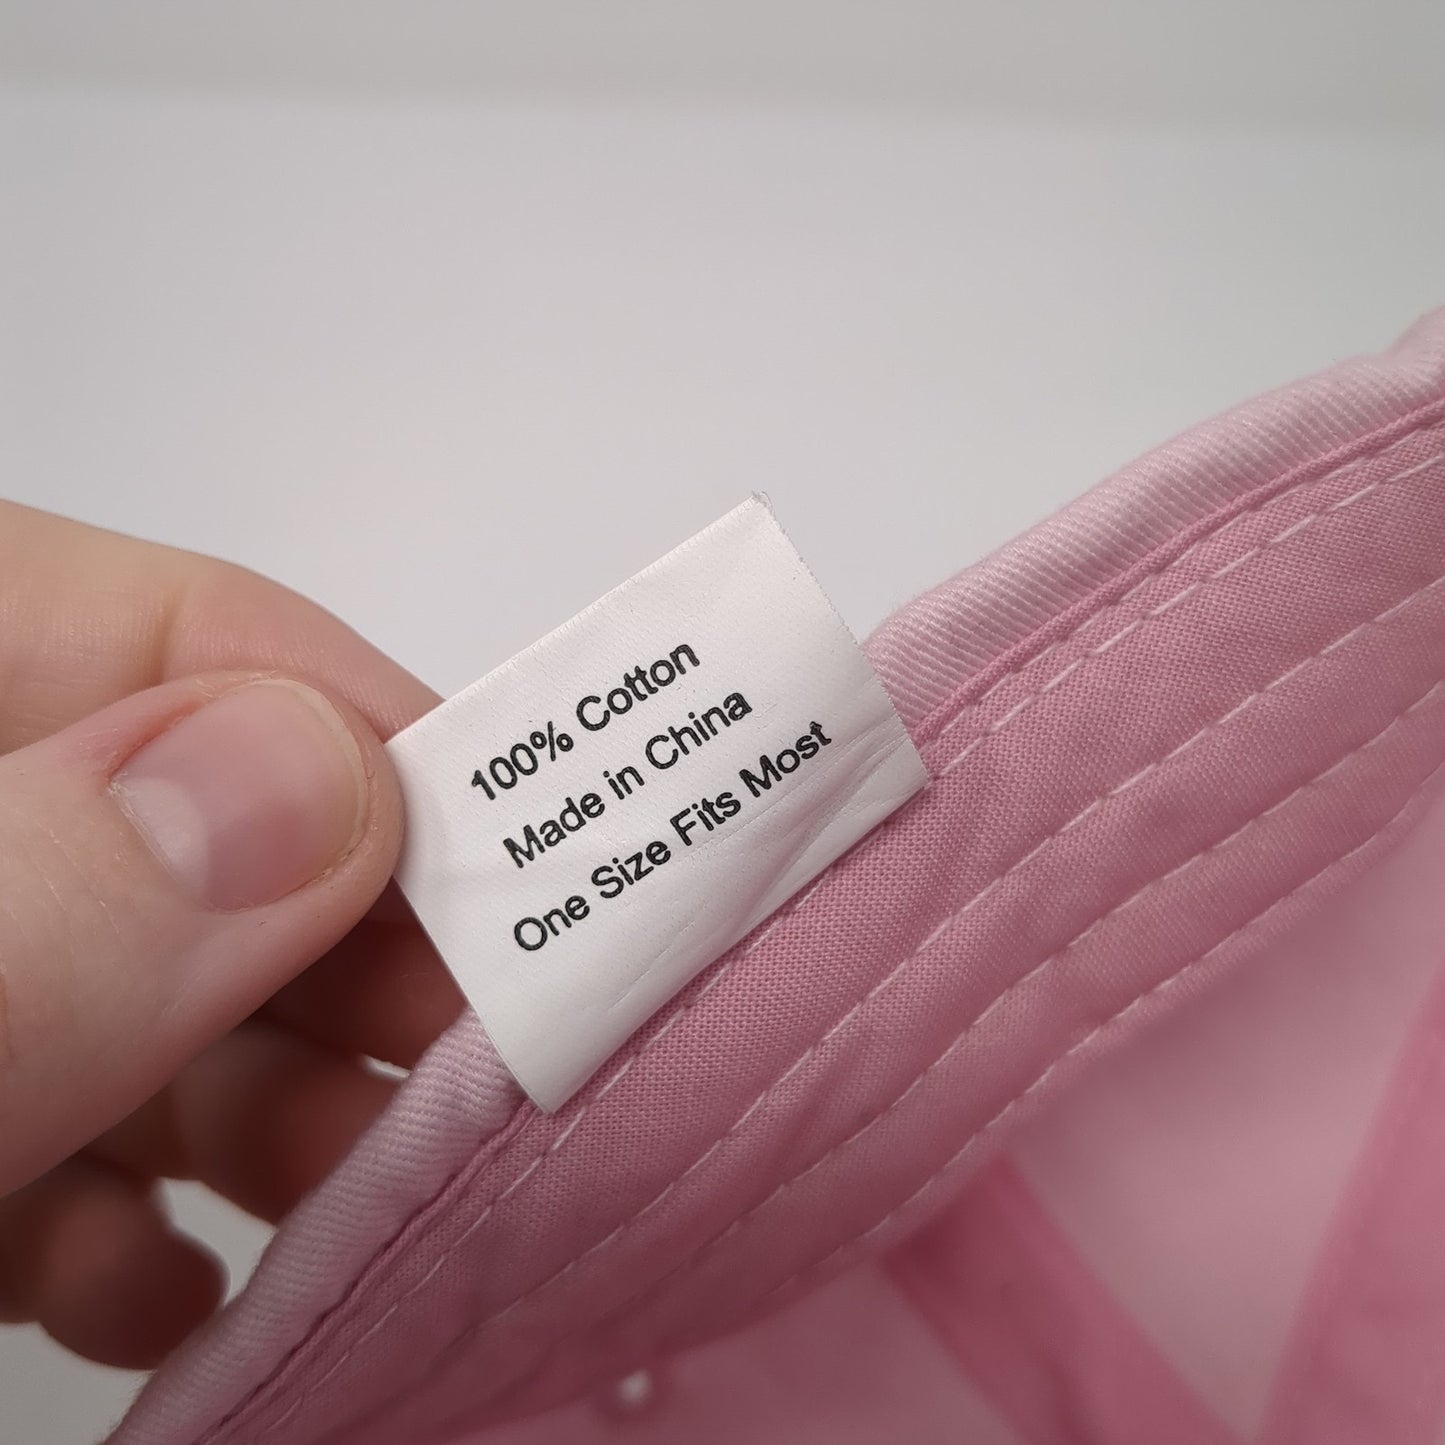 100% Cotton
Made in China
One Size Fits Most